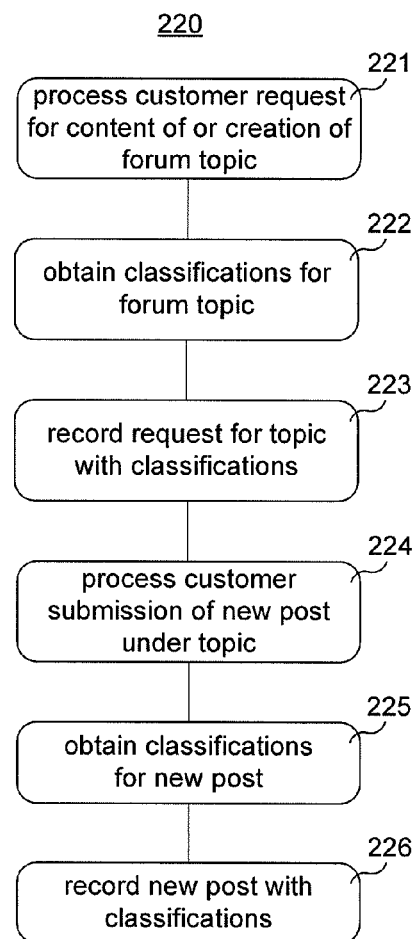 220
221
process customer request
for content of or creation of
forum topic
222
obtain classifications for
forum topic
223
record request for topic
with classifications
224
process customer
submission of new post
under topic
225
obtain classifications
for new post
226
record new post with
classifications